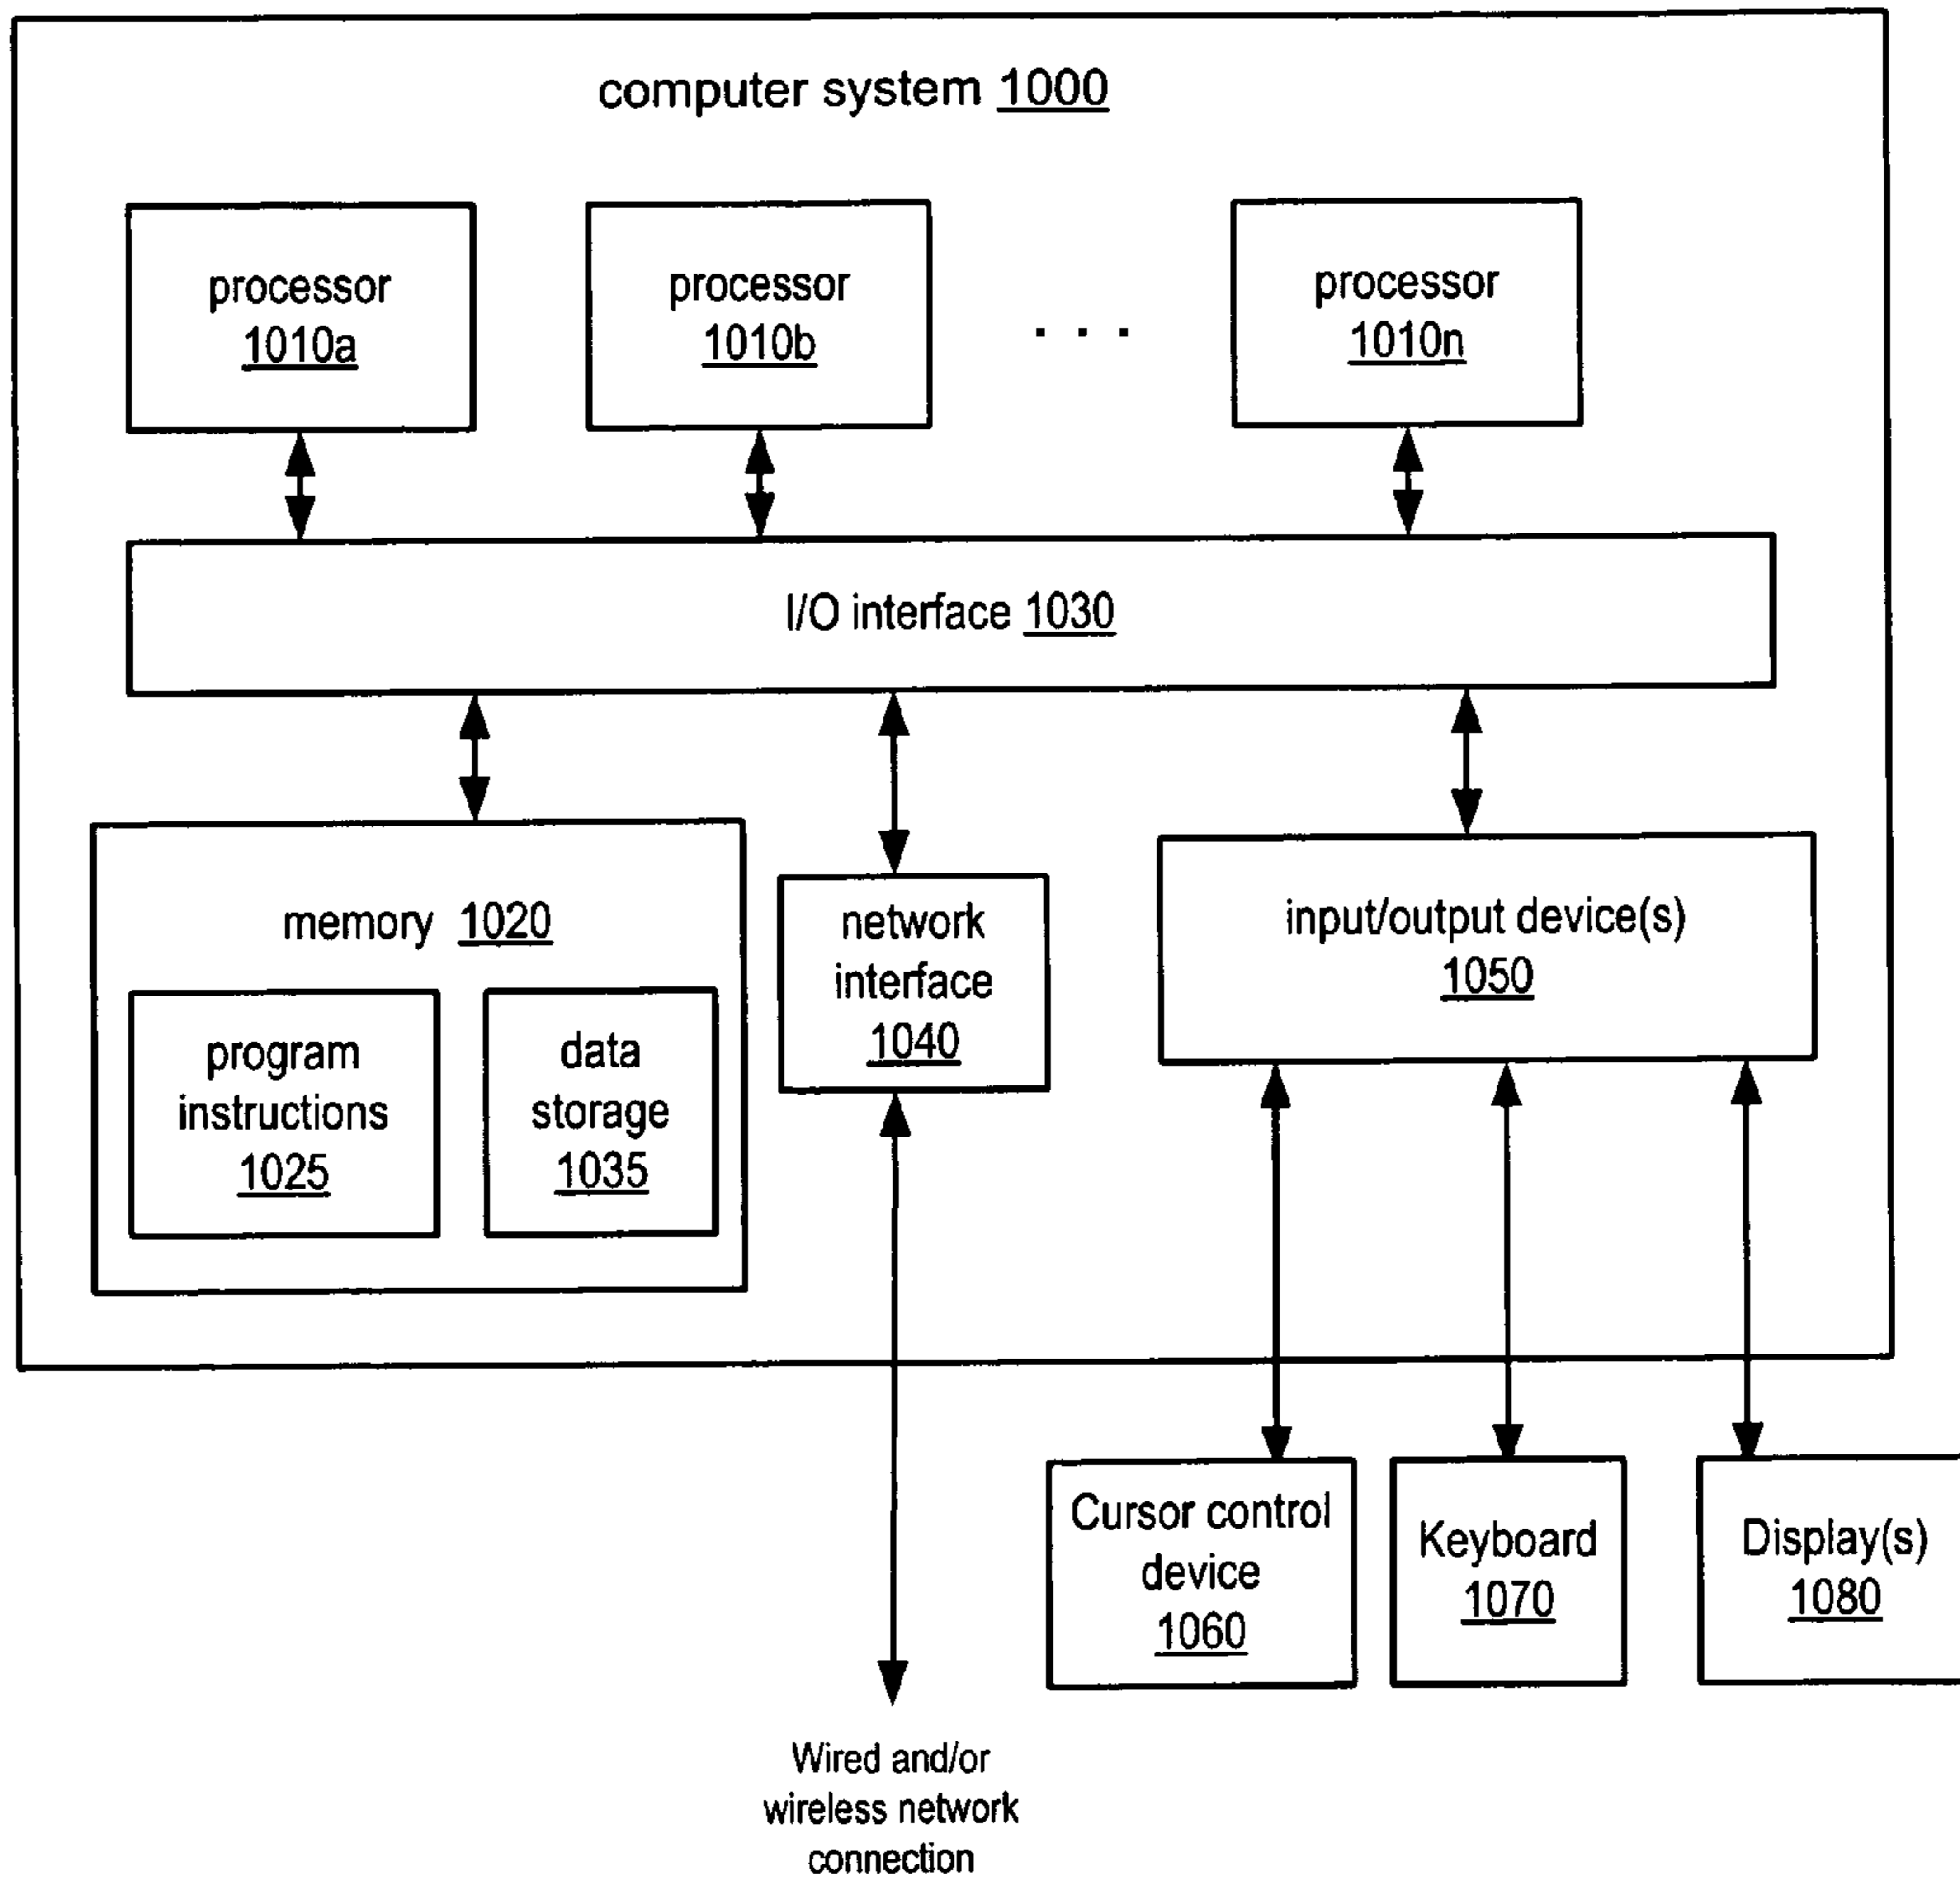 computer system 1000
processor
1010a
processor
1010b
. . .
processor
1010n
I/O interface 1030
memory 1020
program
instructions
1025
data
storage
1035
network
interface
1040
input/output device(s)
1050
Cursor control
device
1060
Keyboard
1070
Display(s)
1080
Wired and/or
wireless network
connection